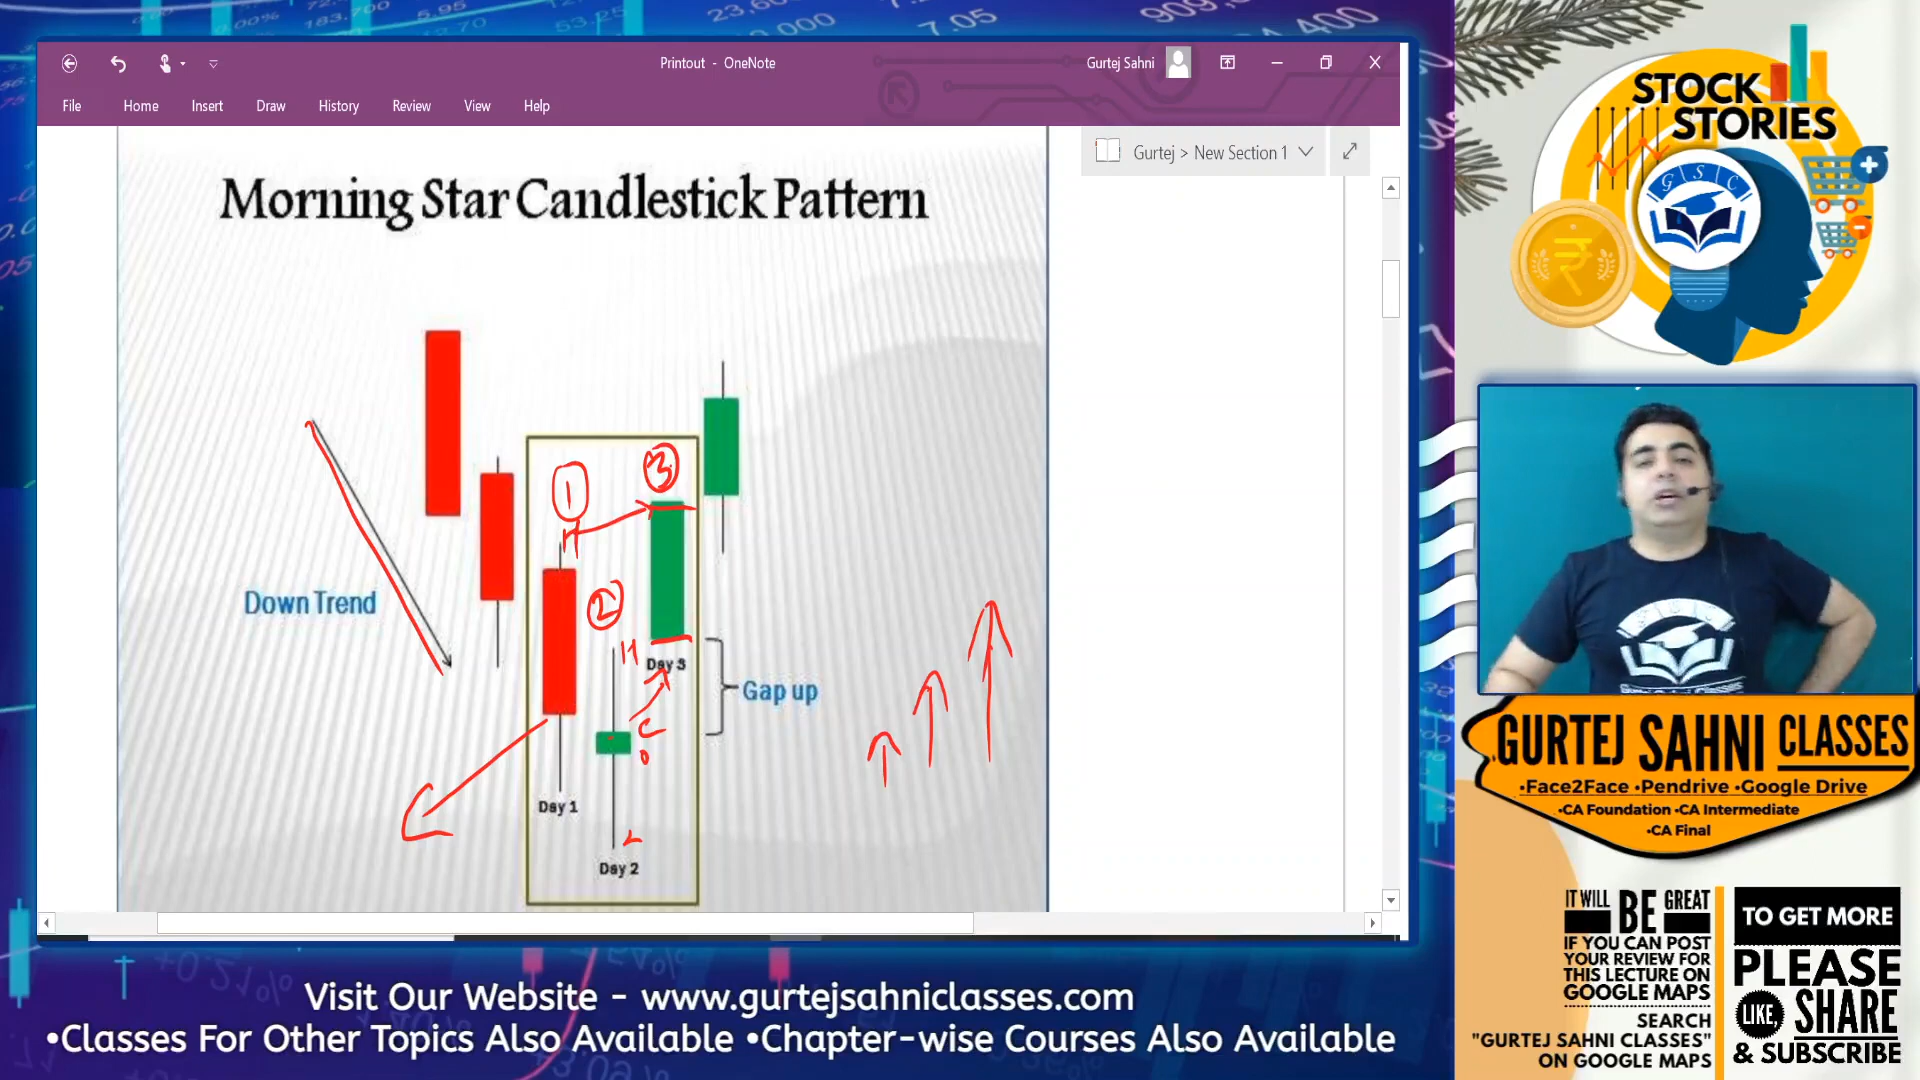 Printout - OneNote
Gurtej Sahni
File
Home
Insert
Draw
History
Review
View
Help
Gurtej > New Section 1
Morning Star Candlestick Pattern
Down Trend
1
2
3
H
H
C
O
L
Day 1
Day 2
Day 3
Gap up
STOCK
STORIES
G S C
₹
GURTEJ SAHNI CLASSES
•Face2Face •Pendrive •Google Drive
•CA Foundation •CA Intermediate
•CA Final
IT WILL BE GREAT
IF YOU CAN POST
YOUR REVIEW FOR
THIS LECTURE ON
GOOGLE MAPS
SEARCH
"GURTEJ SAHNI CLASSES"
ON GOOGLE MAPS
TO GET MORE
PLEASE
LIKE, SHARE
& SUBSCRIBE
Visit Our Website - www.gurtejsahniclasses.com
•Classes For Other Topics Also Available •Chapter-wise Courses Also Available